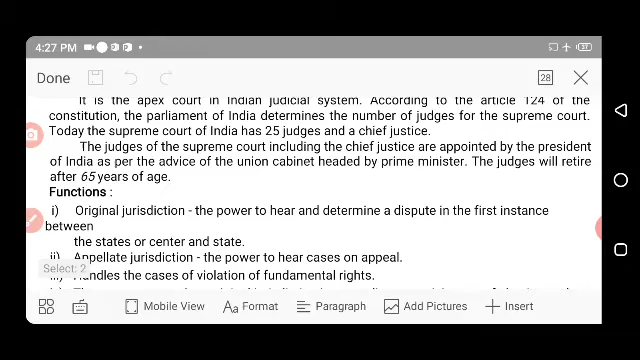 4:27 PM
37
Done
28
It is the apex court in Indian judicial system. According to the article 124 of the
constitution, the parliament of India determines the number of judges for the supreme court.
Today the supreme court of India has 25 judges and a chief justice.
The judges of the supreme court including the chief justice are appointed by the president
of India as per the advice of the union cabinet headed by prime minister. The judges will retire
after 65 years of age.
Functions :
i) Original jurisdiction - the power to hear and determine a dispute in the first instance
between
the states or center and state.
ii) Appellate jurisdiction - the power to hear cases on appeal.
Select: 2
iii) Handles the cases of violation of fundamental rights.
Mobile View
Aa Format
Paragraph
Add Pictures
Insert